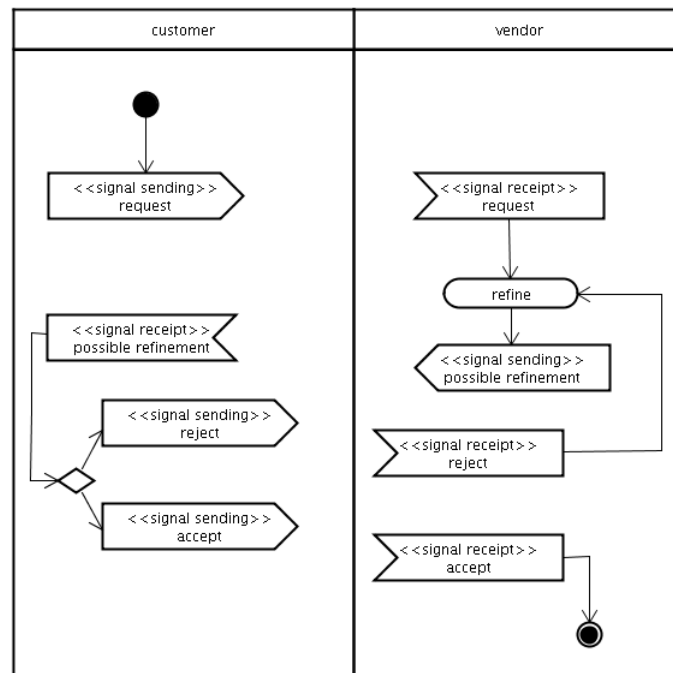 customer
vendor
<<signal sending>>
request
<<signal receipt>>
request
refine
<<signal receipt>>
possible refinement
<<signal sending>>
possible refinement
<<signal sending>>
reject
<<signal receipt>>
reject
<<signal sending>>
accept
<<signal receipt>>
accept